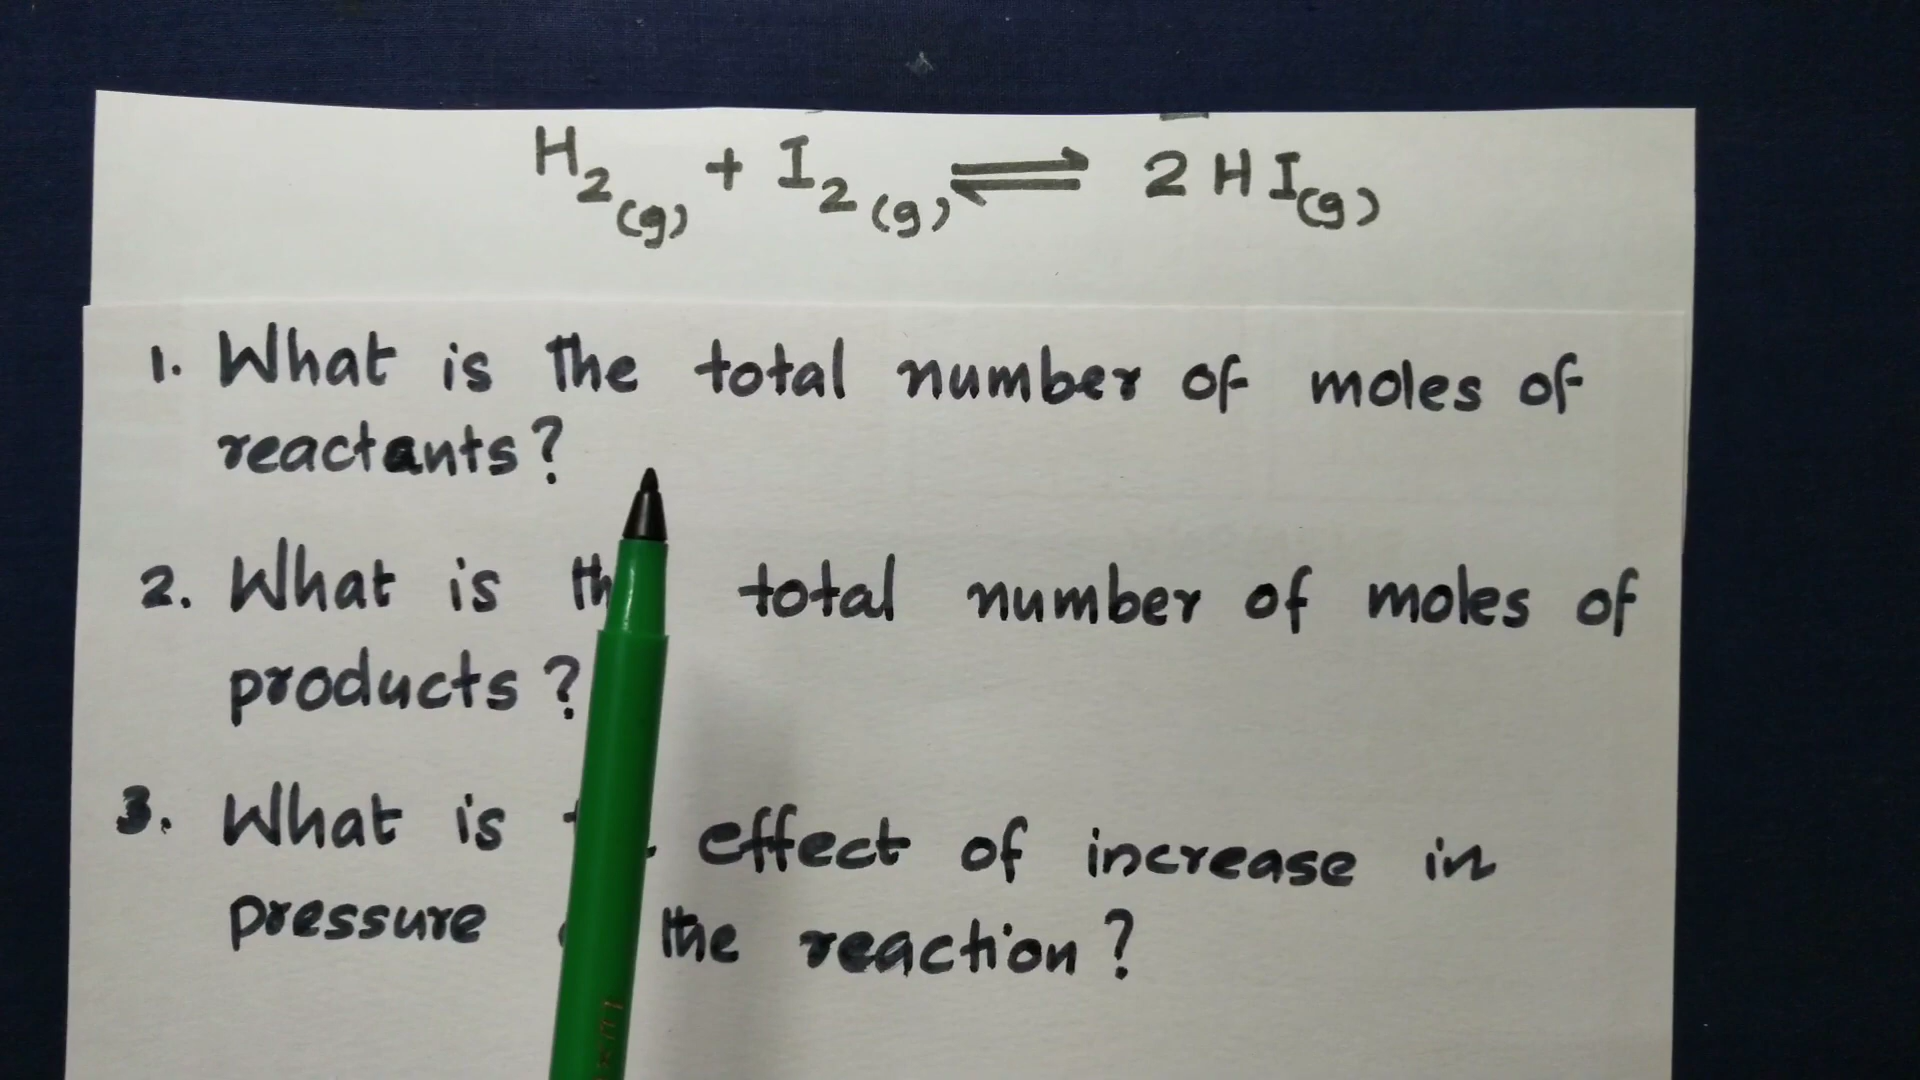 H2(g) + I2(g) ⇌ 2HI(g)
1. What is the total number of moles of
reactants?
2. What is th total number of moles of
products?
3. What is effect of increase in
pressure the reaction?